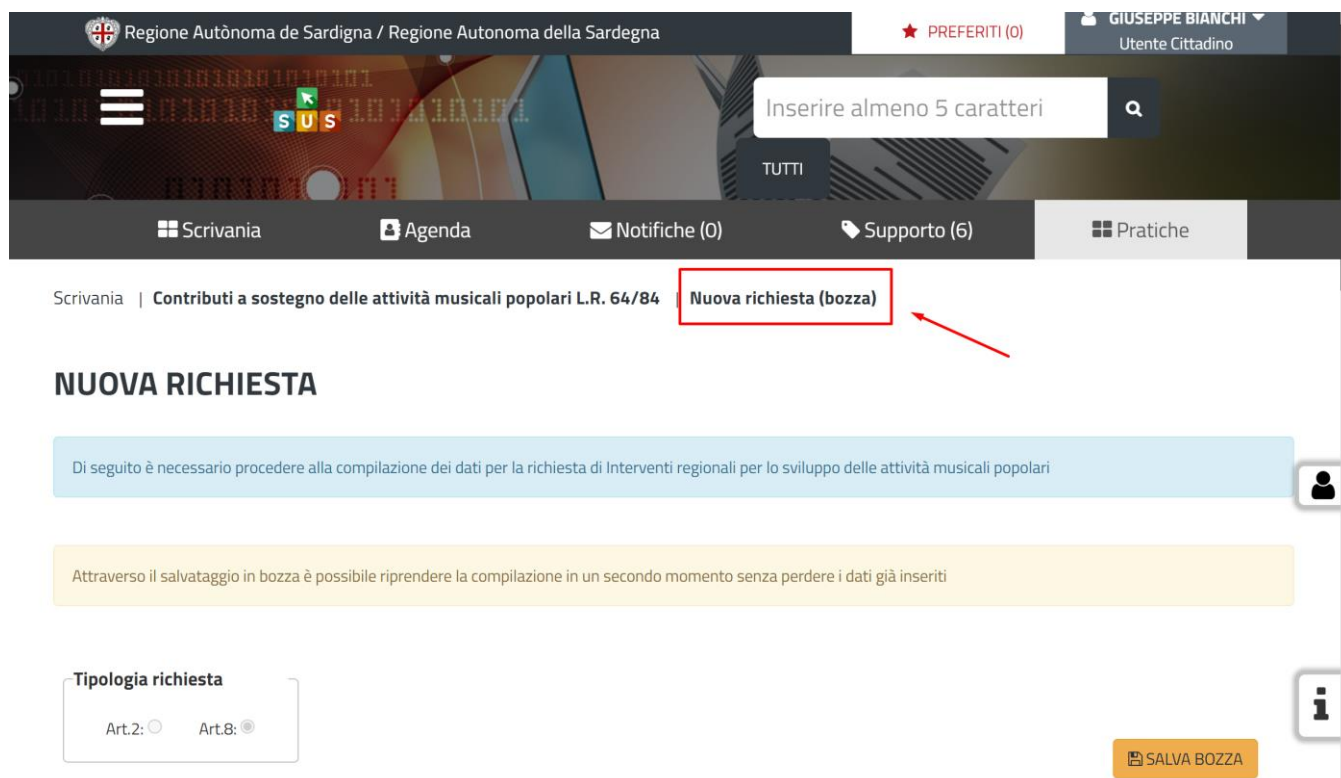 Regione Autònoma de Sardigna / Regione Autonoma della Sardegna
PREFERITI (0)
GIUSEPPE BIANCHI
Utente Cittadino
SUS
Inserire almeno 5 caratteri
TUTTI
Scrivania
Agenda
Notifiche (0)
Supporto (6)
Pratiche
Scrivania | Contributi a sostegno delle attività musicali popolari L.R. 64/84 | Nuova richiesta (bozza)
NUOVA RICHIESTA
Di seguito è necessario procedere alla compilazione dei dati per la richiesta di Interventi regionali per lo sviluppo delle attività musicali popolari
Attraverso il salvataggio in bozza è possibile riprendere la compilazione in un secondo momento senza perdere i dati già inseriti
Tipologia richiesta
Art.2: Art.8:
SALVA BOZZA